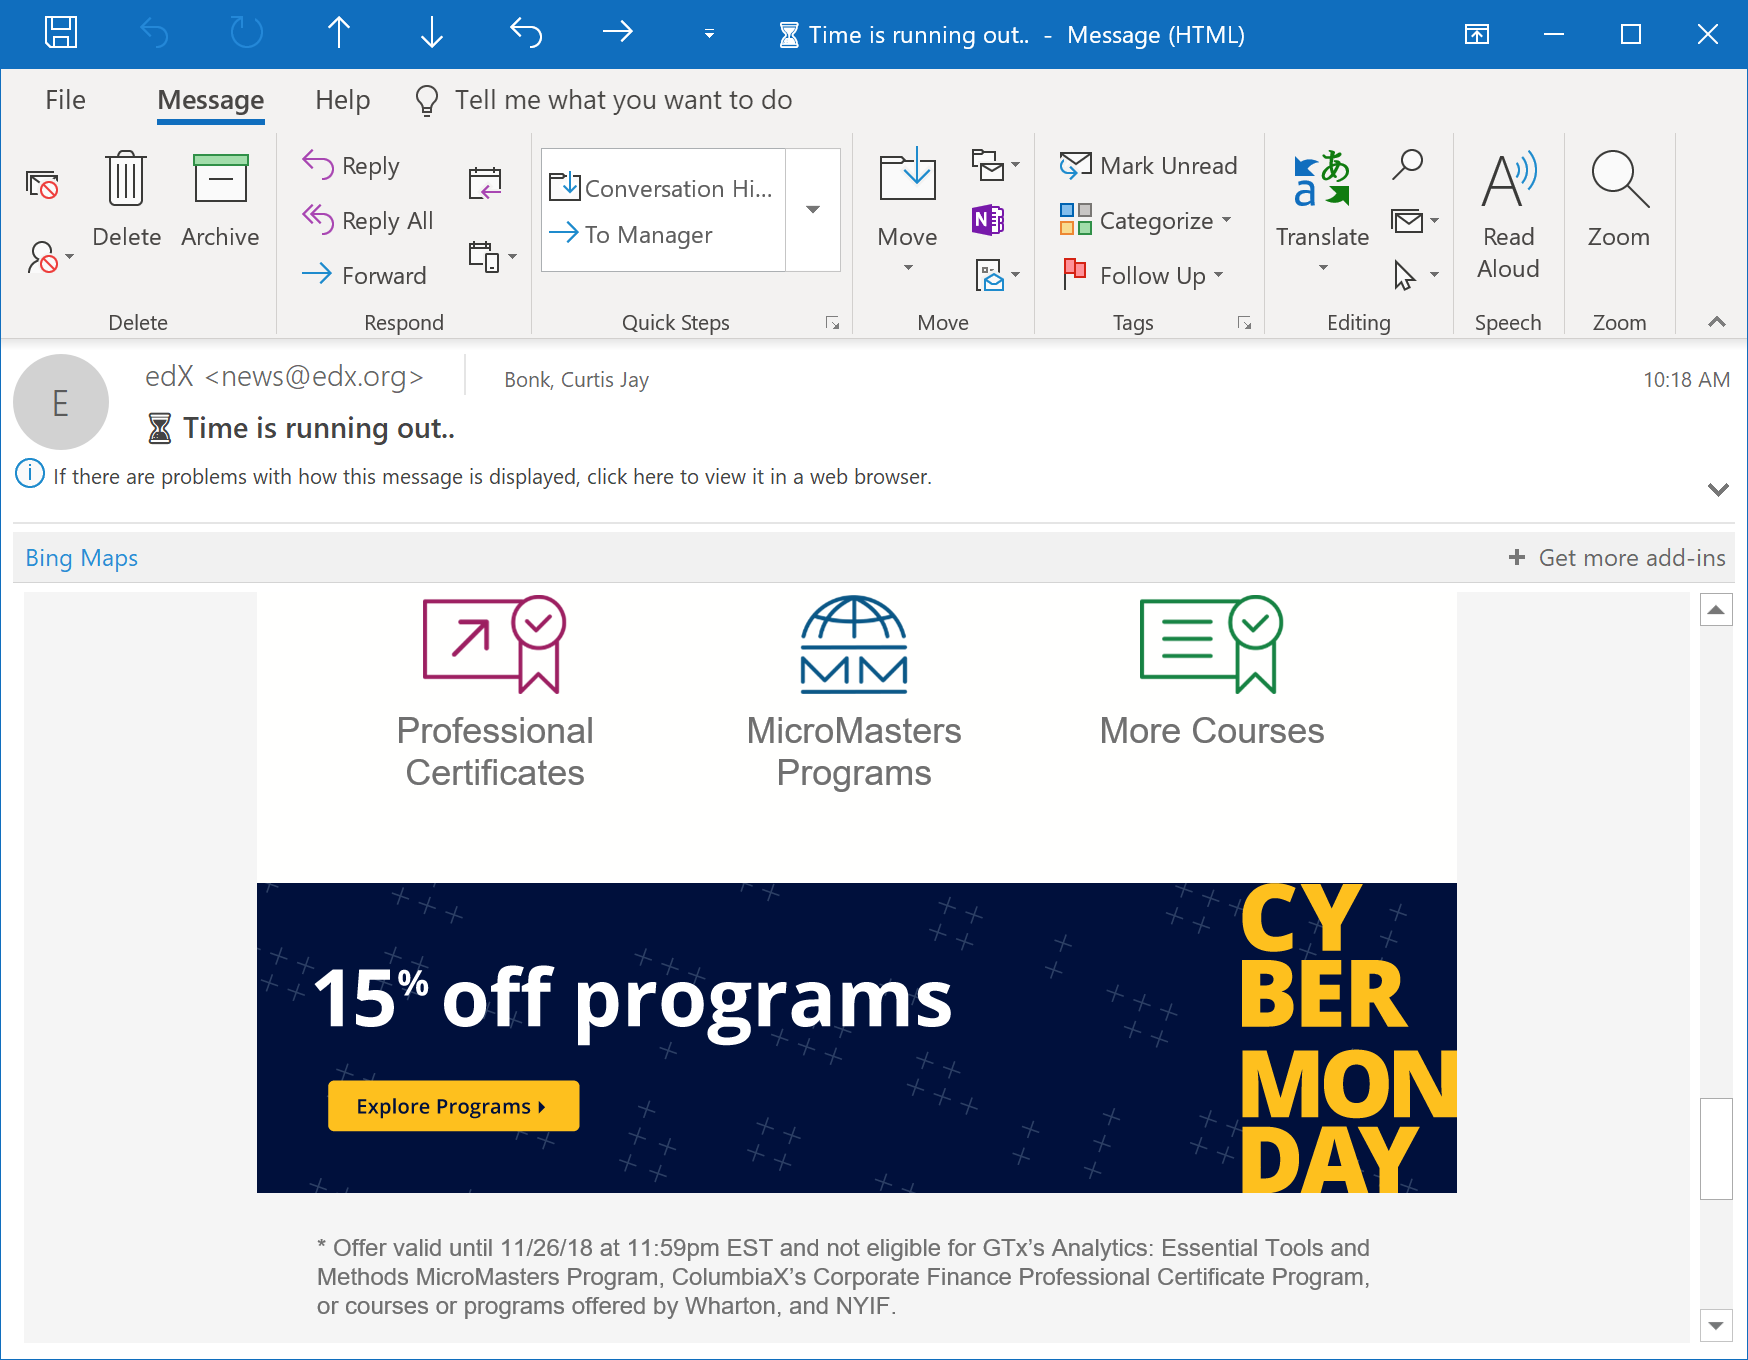 Time is running out.. - Message (HTML)
File Message Help Tell me what you want to do
Delete Archive
Reply
Reply All
Forward
Conversation Hi...
To Manager
Move
N
Mark Unread
Categorize
Follow Up
あ
a
Translate
A
Read
Aloud
Zoom
Delete Respond Quick Steps Move Tags Editing Speech Zoom
E
edX <news@edx.org> Bonk, Curtis Jay 10:18 AM
Time is running out..
If there are problems with how this message is displayed, click here to view it in a web browser.
Bing Maps + Get more add-ins
MM
Professional
Certificates
MicroMasters
Programs
More Courses
15% off programs
Explore Programs
CY
BER
MON
DAY
* Offer valid until 11/26/18 at 11:59pm EST and not eligible for GTx’s Analytics: Essential Tools and
Methods MicroMasters Program, ColumbiaX’s Corporate Finance Professional Certificate Program,
or courses or programs offered by Wharton, and NYIF.